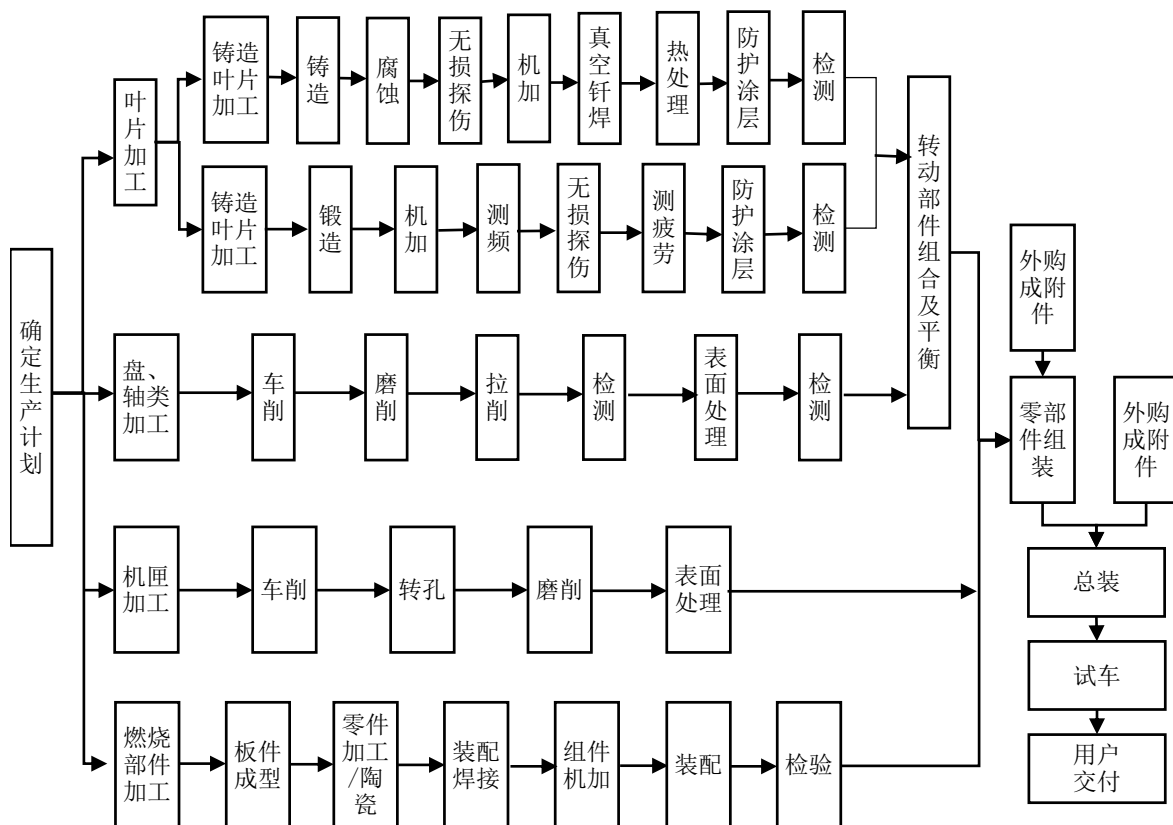 确定生产计划
叶片加工
铸造
叶片
加工
铸造
腐蚀
无损探伤
机加
真空钎焊
热处理
防护涂层
检测
铸造
叶片
加工
锻造
机加
测频
无损探伤
测疲劳
防护涂层
检测
转动部件组合及平衡
盘、
轴类
加工
车削
磨削
拉削
检测
表面处理
检测
机匣
加工
车削
转孔
磨削
表面
处理
燃烧
部件
加工
板件
成型
零件
加工
/陶
瓷
装配
焊接
组件
机加
装配
检验
外购
成附
件
零部
件组
装
外购
成附
件
总装
试车
用户
交付